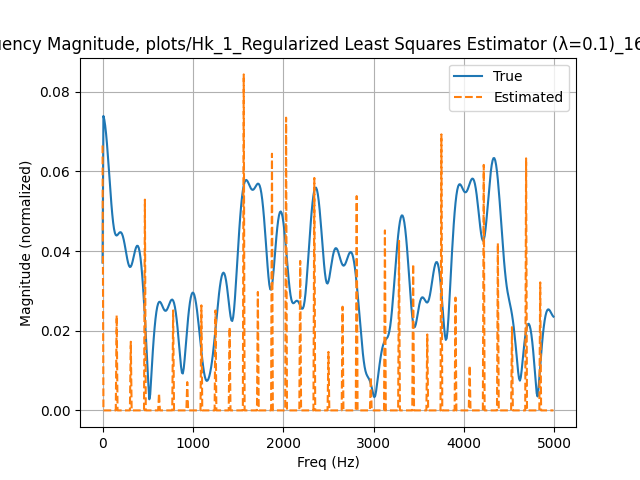 uency Magnitude, plots/Hk_1_Regularized Least Squares Estimator (λ=0.1)_16
True
Estimated
Magnitude (normalized)
0.08
0.06
0.04
0.02
0.00
0
1000
2000
3000
4000
5000
Freq (Hz)